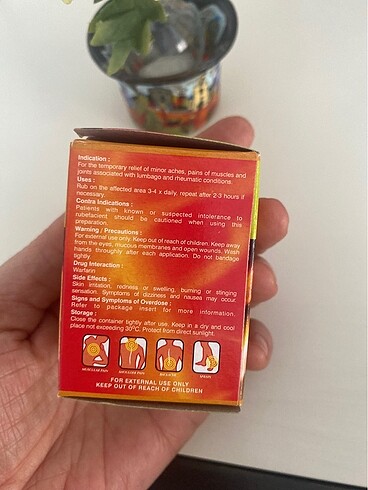 Indication :
For the temporary relief of minor aches, pains of muscles and
joints associated with lumbago and rheumatic conditions.
Uses :
Rub on the affected area 3-4 x daily, repeat after 2-3 hours if
necessary.
Contra Indications :
Patients with known or suspected intolerance to
rubefacient should be cautioned when using this
preparation.
Warning / Precautions :
For external use only. Keep out of reach of children. Keep away
from the eyes, mucous membranes and open wounds. Wash
hands throughly after each application. Do not bandage
tightly
Drug Interaction :
Warfarin
Side Effects :
Skin irritation, redness or swelling, burning or stinging
sensation. Symptoms of dizziness and nausea may occur.
Signs and Symptoms of Overdose :
Refer to package insert for more information.
Storage :
Close the container tightly after use. Keep in a dry and cool
place not exceeding 30°C. Protect from direct sunlight.
MUSCULAR PAIN SHOULDER PAIN BACKACHE SPRAIN
FOR EXTERNAL USE ONLY
KEEP OUT OF REACH OF CHILDREN